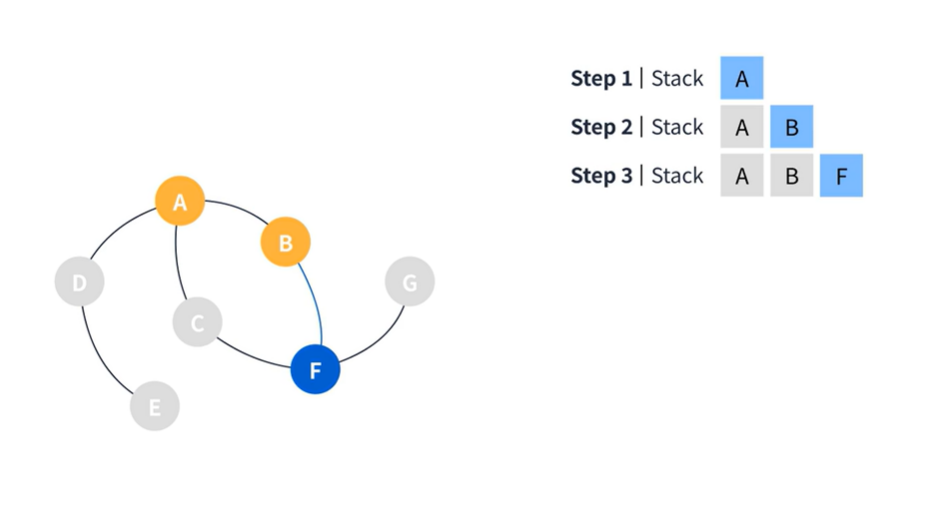 Step 1 | Stack A
Step 2 | Stack A B
Step 3 | Stack A B F
A
B
D
G
C
F
E